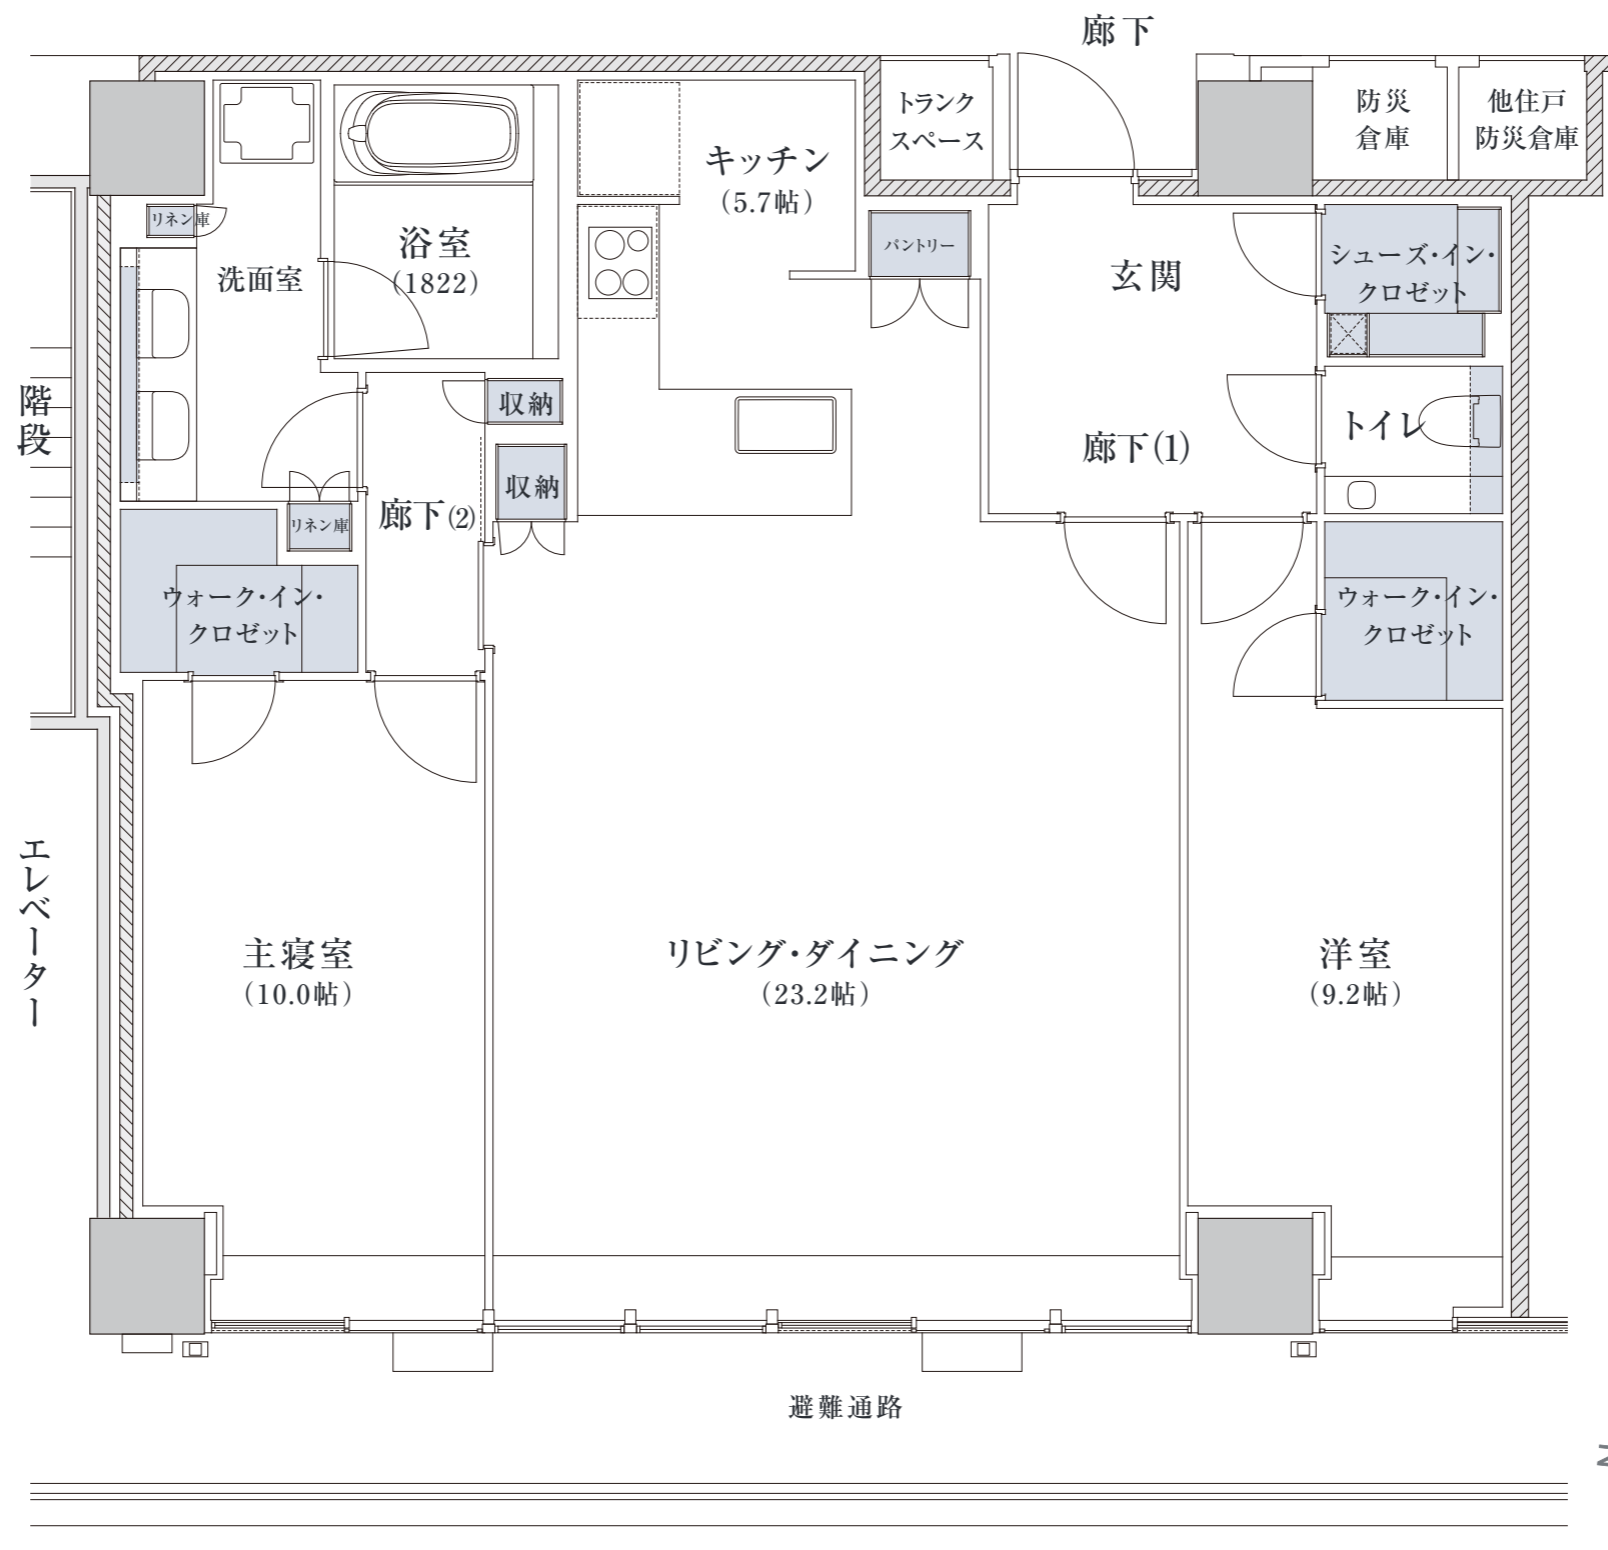 廊下
トランク
スペース
防災
倉庫
他住戸
防災倉庫
キッチン
(5.7帖)
リネン庫
洗面室
浴室
(1822)
パントリー
玄関
シューズ・イン・
クロゼット
階段
収納
収納
廊下(1)
トイレ
廊下(2)
リネン庫
ウォーク・イン・
クロゼット
ウォーク・イン・
クロゼット
エレベーター
主寝室
(10.0帖)
リビング・ダイニング
(23.2帖)
洋室
(9.2帖)
避難通路